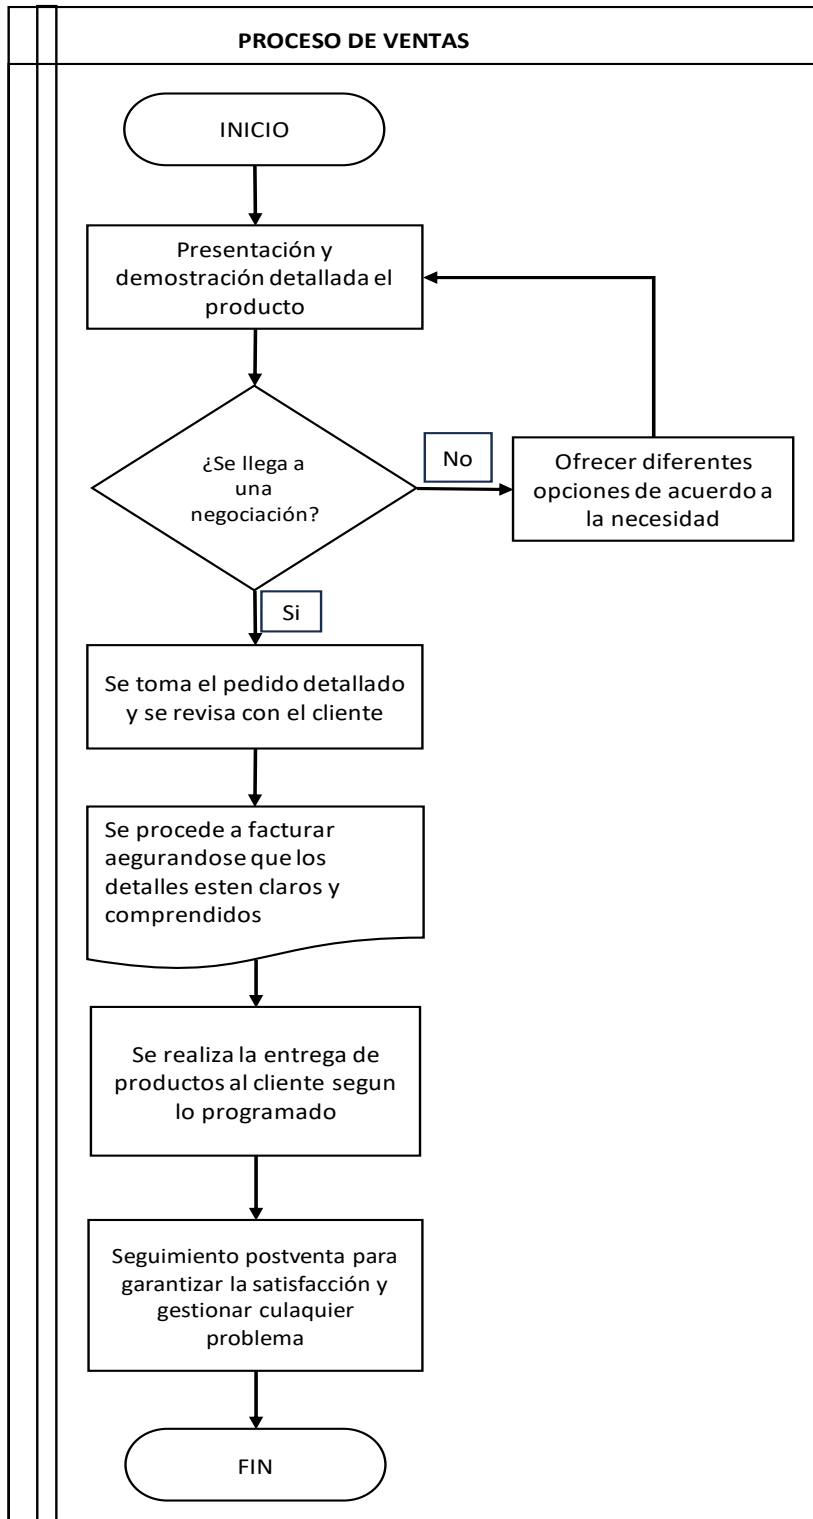 PROCESO DE VENTAS
INICIO
Presentación y
demostración detallada el
producto
¿Se llega a
una
negociación?
No
Ofrecer diferentes
opciones de acuerdo a
la necesidad
Si
Se toma el pedido detallado
y se revisa con el cliente
Se procede a facturar
aegurandose que los
detalles esten claros y
comprendidos
Se realiza la entrega de
productos al cliente segun
lo programado
Seguimiento postventa para
garantizar la satisfacción y
gestionar culaquier
problema
FIN